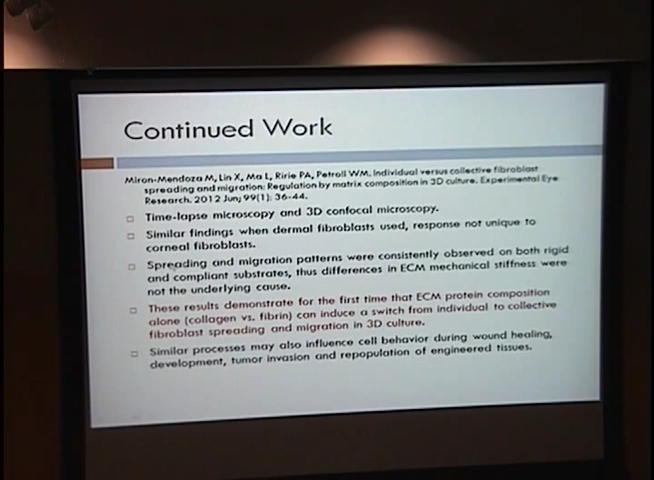 Continued Work
Miron-Mendoza M, Lin X, Ma L, Ririe PA, Petroll WM. Individual versus collective fibroblast
spreading and migration: Regulation by matrix composition in 3D culture. Experimental Eye
Research. 2012 Jun; 99(1): 36-44.
Time-lapse microscopy and 3D confocal microscopy.
Similar findings when dermal fibroblasts used, response not unique to
corneal fibroblasts.
Spreading and migration patterns were consistently observed on both rigid
and compliant substrates, thus differences in ECM mechanical stiffness were
not the underlying cause.
These results demonstrate for the first time that ECM protein composition
alone (collagen vs. fibrin) can induce a switch from individual to collective
fibroblast spreading and migration in 3D culture.
Similar processes may also influence cell behavior during wound healing,
development, tumor invasion and repopulation of engineered tissues.